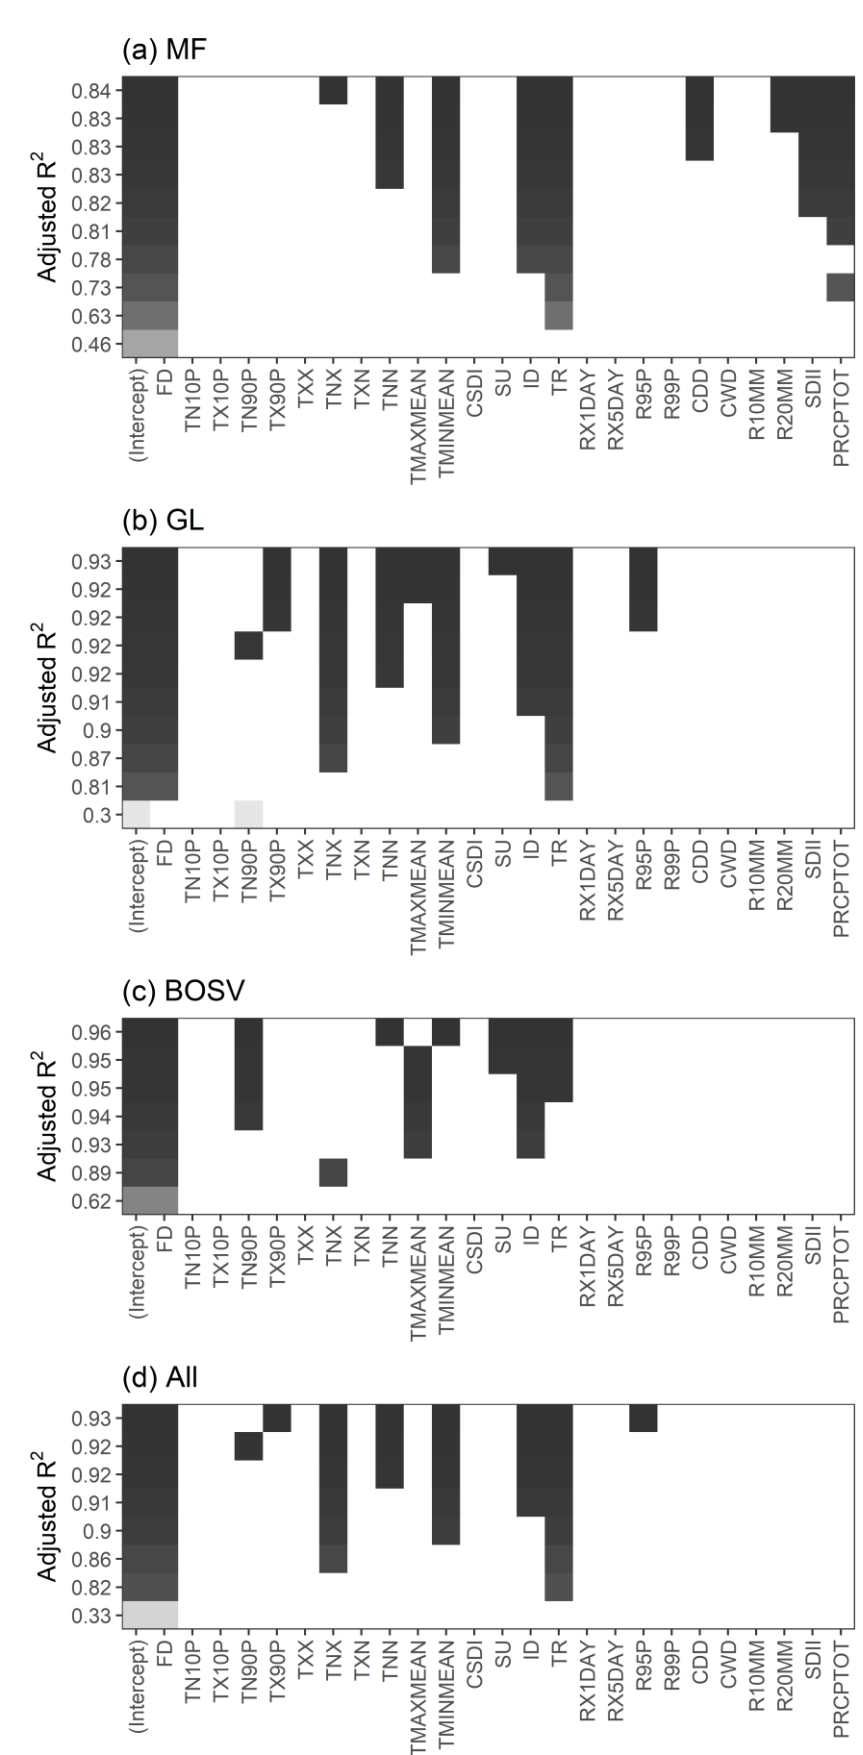 (a) MF
Adjusted R²
0.84
0.83
0.83
0.83
0.82
0.81
0.78
0.73
0.63
0.46
(Intercept) FD TN10P TX10P TN90P TX90P TXX TNX TXN TNN TMAXMEAN TMINMEAN CSDI SU ID TR RX1DAY RX5DAY R95P R99P CDD CWD R10MM R20MM SDII PRCPTOT
(b) GL
Adjusted R²
0.93
0.92
0.92
0.92
0.92
0.91
0.9
0.87
0.81
0.3
(Intercept) FD TN10P TX10P TN90P TX90P TXX TNX TXN TNN TMAXMEAN TMINMEAN CSDI SU ID TR RX1DAY RX5DAY R95P R99P CDD CWD R10MM R20MM SDII PRCPTOT
(c) BOSV
Adjusted R²
0.96
0.95
0.95
0.94
0.93
0.89
0.62
(Intercept) FD TN10P TX10P TN90P TX90P TXX TNX TXN TNN TMAXMEAN TMINMEAN CSDI SU ID TR RX1DAY RX5DAY R95P R99P CDD CWD R10MM R20MM SDII PRCPTOT
(d) All
Adjusted R²
0.93
0.92
0.92
0.91
0.9
0.86
0.82
0.33
(Intercept) FD TN10P TX10P TN90P TX90P TXX TNX TXN TNN TMAXMEAN TMINMEAN CSDI SU ID TR RX1DAY RX5DAY R95P R99P CDD CWD R10MM R20MM SDII PRCPTOT